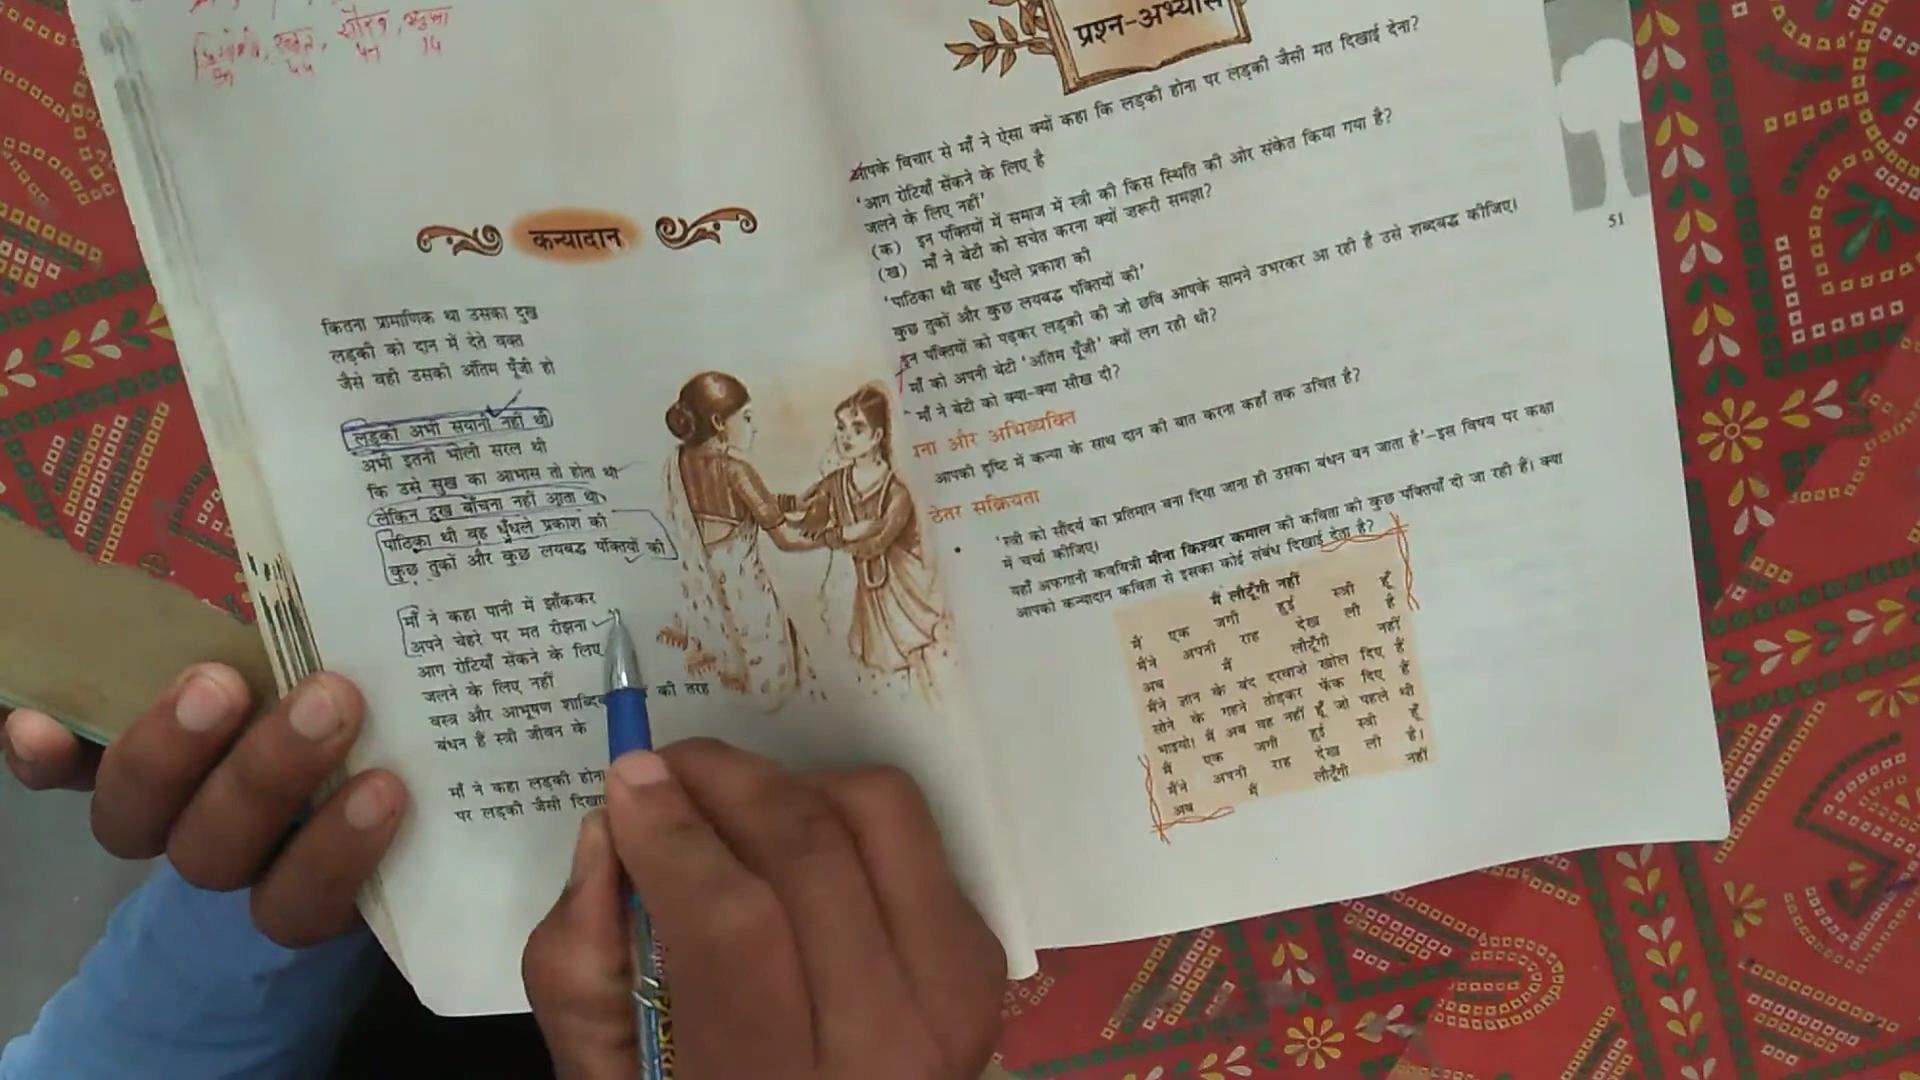 कन्यादान
कितना प्रामाणिक था उसका दुख
लड़की को दान में देते वक्त
जैसे वही उसकी अंतिम पूँजी हो
लड़की अभी सयानी नहीं थी
अभी इतनी भोली सरल थी
कि उसे सुख का आभास तो होता था
लेकिन दुख बाँचना नहीं आता था
पाठिका थी वह धुँधले प्रकाश की
कुछ तुकों और कुछ लयबद्ध पंक्तियों की
माँ ने कहा पानी में झाँककर
अपने चेहरे पर मत रीझना
आग रोटियाँ सेंकने के लिए
जलने के लिए नहीं
वस्त्र और आभूषण की तरह
बंधन हैं स्त्री जीवन के
माँ ने कहा लड़की होना
पर लड़की जैसी
प्रश्न-अभ्यास
आपके विचार से माँ ने ऐसा क्यों कहा कि लड़की होना पर लड़की जैसी मत दिखाई देना?
'आग रोटियाँ सेंकने के लिए है
जलने के लिए नहीं'
(क) इन पंक्तियों में समाज में स्त्री की किस स्थिति की ओर संकेत किया गया है?
(ख) माँ ने बेटी को सचेत करना क्यों ज़रूरी समझा?
'पाठिका थी वह धुँधले प्रकाश की
कुछ तुकों और कुछ लयबद्ध पंक्तियों की'
इन पंक्तियों को पढ़कर लड़की की जो छवि आपके सामने उभरकर आ रही है उसे शब्दबद्ध कीजिए।
माँ को अपनी बेटी 'अंतिम पूँजी' क्यों लग रही थी?
माँ ने बेटी को क्या-क्या सीख दी?
और अभिव्यक्ति
आपकी दृष्टि में कन्या के साथ दान की बात करना कहाँ तक उचित है?
सक्रियता
'स्त्री को सौंदर्य का प्रतिमान बना दिया जाना ही उसका बंधन बन जाता है'–इस विषय पर कक्षा
में चर्चा कीजिए।
यहाँ अफगानी कवयित्री मीना किश्वर कमाल की कविता की कुछ पंक्तियाँ दी जा रही हैं। क्या
आपको कन्यादान कविता से इसका कोई संबंध दिखाई देता है?
मैं लौटूँगी नहीं
मैं एक जगी हुई स्त्री हूँ
मैंने अपनी राह देख ली है
अब मैं लौटूँगी नहीं
मैंने ज्ञान के बंद दरवाज़े खोल दिए हैं
सोने के गहने तोड़कर फेंक दिए हैं
भाइयो! मैं अब वह नहीं हूँ जो पहले थी
मैं एक जगी हुई स्त्री हूँ
मैंने अपनी राह देख ली है।
अब मैं लौटूँगी नहीं
51